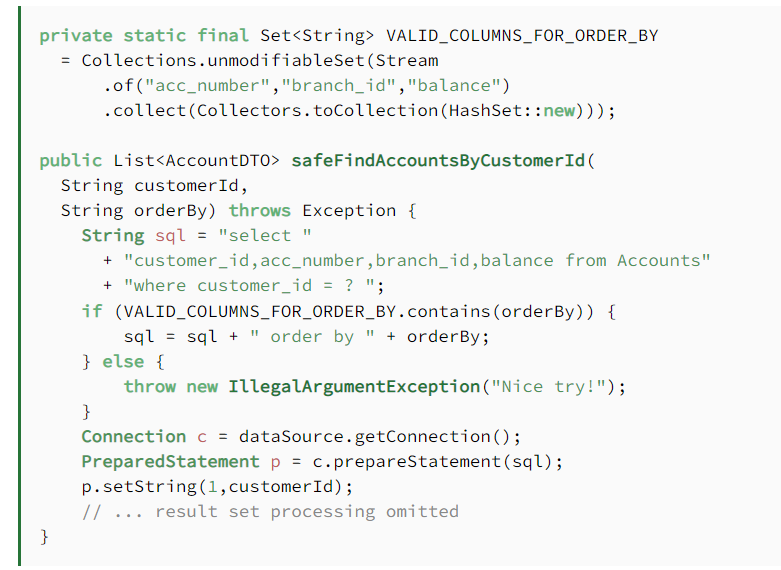 private static final Set<String> VALID_COLUMNS_FOR_ORDER_BY
  = Collections.unmodifiableSet(Stream
      .of("acc_number","branch_id","balance")
      .collect(Collectors.toCollection(HashSet::new)));

public List<AccountDTO> safeFindAccountsByCustomerId(
  String customerId,
  String orderBy) throws Exception {
    String sql = "select "
      + "customer_id,acc_number,branch_id,balance from Accounts"
      + "where customer_id = ? ";
    if (VALID_COLUMNS_FOR_ORDER_BY.contains(orderBy)) {
        sql = sql + " order by " + orderBy;
    } else {
        throw new IllegalArgumentException("Nice try!");
    }
    Connection c = dataSource.getConnection();
    PreparedStatement p = c.prepareStatement(sql);
    p.setString(1,customerId);
    // ... result set processing omitted
}